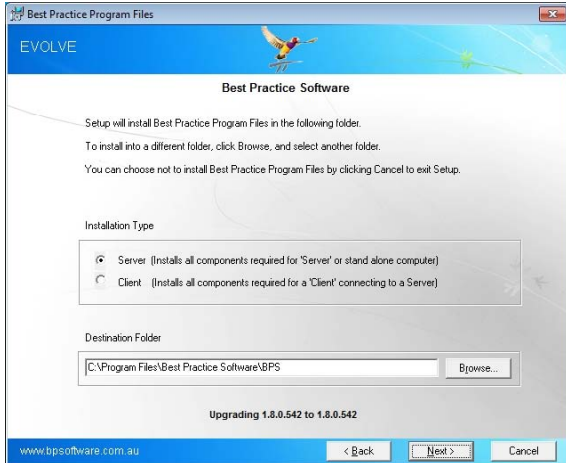 Best Practice Program Files
EVOLVE
Best Practice Software
Setup will install Best Practice Program Files in the following folder.
To install into a different folder, click Browse, and select another folder.
You can choose not to install Best Practice Program Files by clicking Cancel to exit Setup.
Installation Type
Server (Installs all components required for 'Server' or stand alone computer)
Client (Installs all components required for a 'Client' connecting to a Server)
Destination Folder
C:\Program Files\Best Practice Software\BPS
Browse...
Upgrading 1.8.0.542 to 1.8.0.542
www.bpsoftware.com.au
< Back
Next >
Cancel